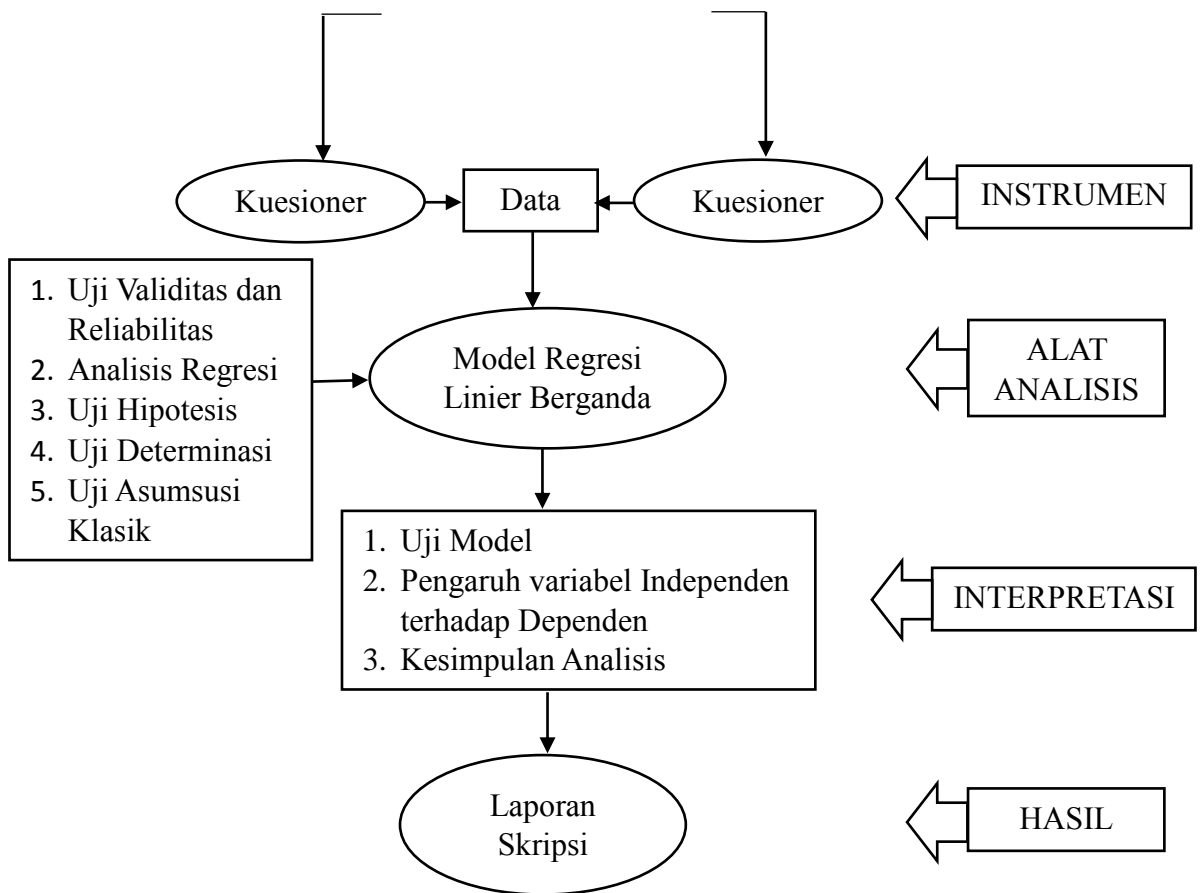 Kuesioner
Data
Kuesioner
INSTRUMEN
1. Uji Validitas dan
Reliabilitas
2. Analisis Regresi
3. Uji Hipotesis
4. Uji Determinasi
5. Uji Asumsusi
Klasik
Model Regresi
Linier Berganda
ALAT
ANALISIS
1. Uji Model
2. Pengaruh variabel Independen
terhadap Dependen
3. Kesimpulan Analisis
INTERPRETASI
Laporan
Skripsi
HASIL